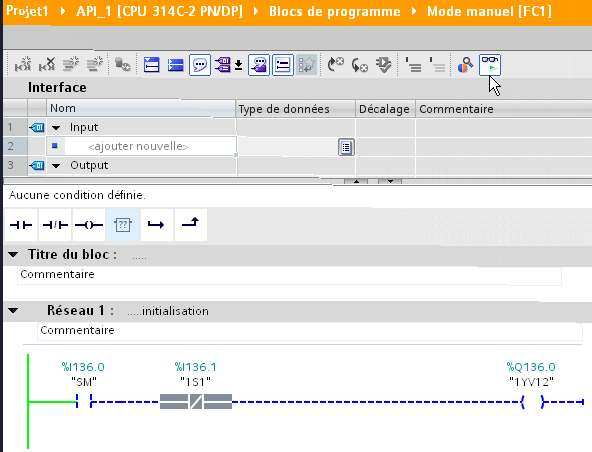 Projet1 API_1 [CPU 314C-2 PN/DP] Blocs de programme Mode manuel [FC1]
Interface
Nom Type de données Décalage Commentaire
1 Input
2 <ajouter nouvelle>
3 Output
Aucune condition définie.
??
Titre du bloc : .....
Commentaire
Réseau 1 : .....initialisation
Commentaire
%I136.0 %I136.1 %Q136.0
"SM" "1S1" "1YV12"